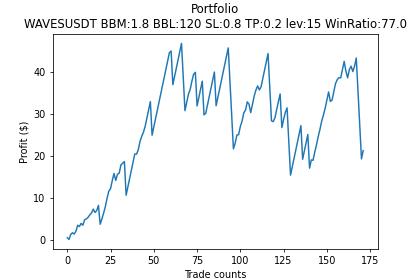 Portfolio
WAVESUSDT BBM:1.8 BBL:120 SL:0.8 TP:0.2 lev:15 WinRatio:77.0
Profit ($)
40
30
20
10
0
0 25 50 75 100 125 150 175
Trade counts